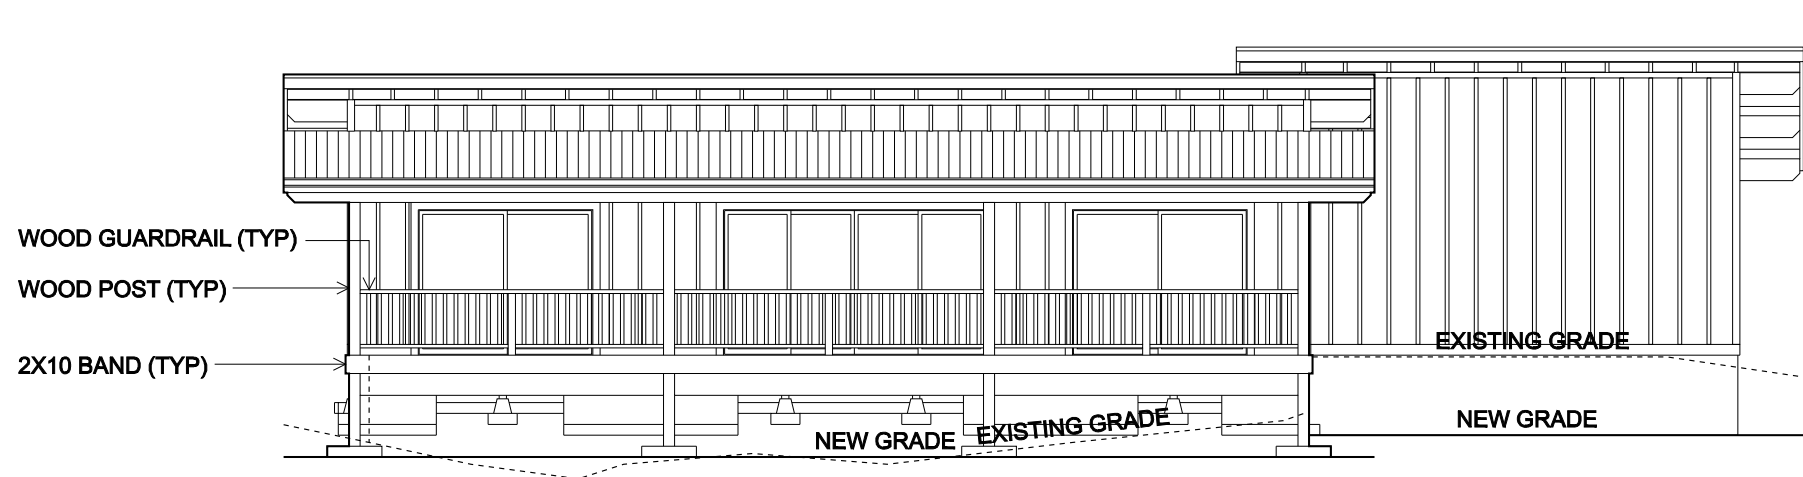 WOOD GUARDRAIL (TYP)
WOOD POST (TYP)
2X10 BAND (TYP)
EXISTING GRADE
NEW GRADE
EXISTING GRADE
NEW GRADE